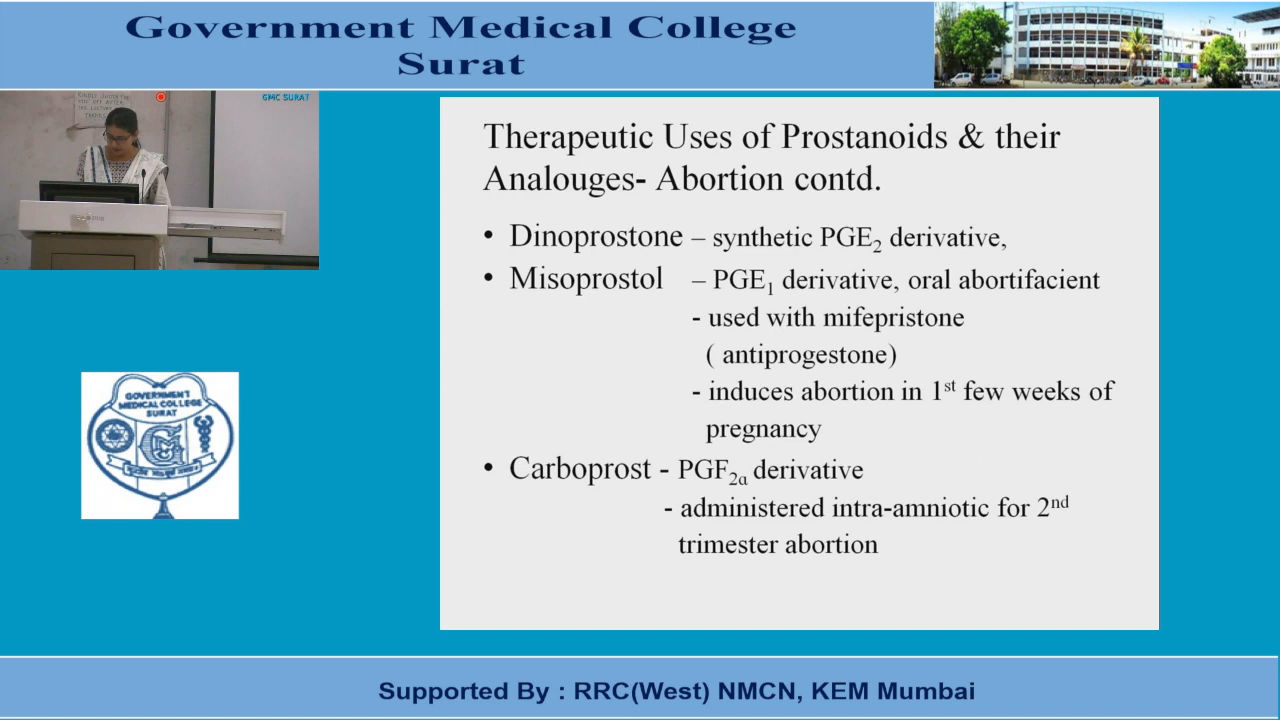 Government Medical College
Surat
GMC SURAT
Therapeutic Uses of Prostanoids & their
Analouges- Abortion contd.
• Dinoprostone – synthetic PGE₂ derivative,
• Misoprostol – PGE₁ derivative, oral abortifacient
- used with mifepristone
( antiprogestone)
- induces abortion in 1st few weeks of
pregnancy
• Carboprost - PGF₂α derivative
- administered intra-amniotic for 2nd
trimester abortion
GOVERNMENT
MEDICAL COLLEGE
SURAT
Supported By : RRC(West) NMCN, KEM Mumbai